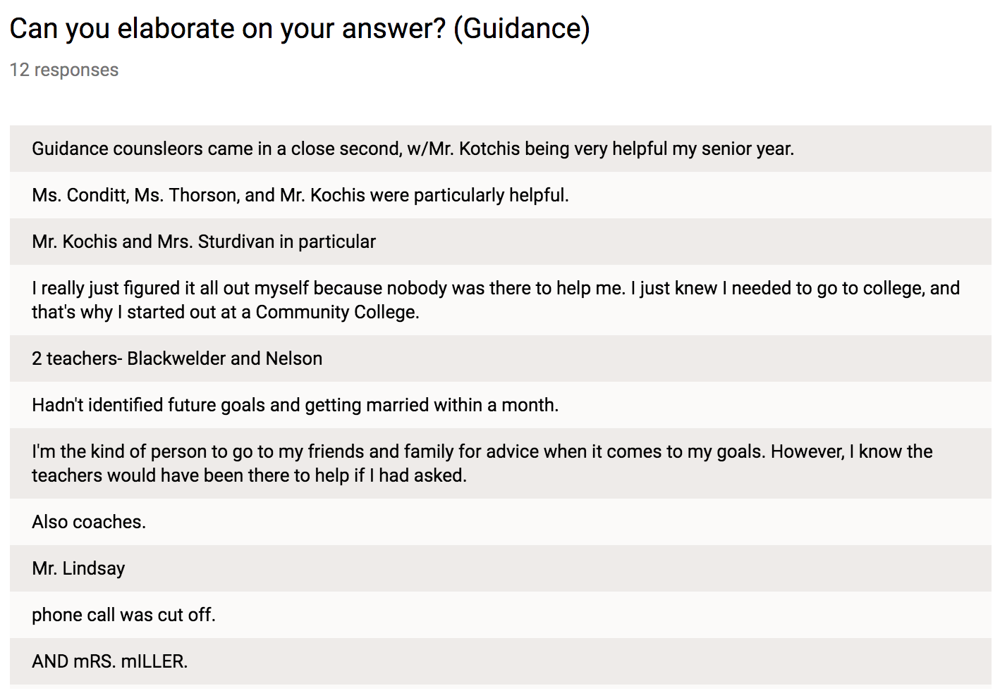 Can you elaborate on your answer? (Guidance)
12 responses
Guidance counsleors came in a close second, w/Mr. Kotchis being very helpful my senior year.
Ms. Conditt, Ms. Thorson, and Mr. Kochis were particularly helpful.
Mr. Kochis and Mrs. Sturdivan in particular
I really just figured it all out myself because nobody was there to help me. I just knew I needed to go to college, and
that's why I started out at a Community College.
2 teachers- Blackwelder and Nelson
Hadn't identified future goals and getting married within a month.
I'm the kind of person to go to my friends and family for advice when it comes to my goals. However, I know the
teachers would have been there to help if I had asked.
Also coaches.
Mr. Lindsay
phone call was cut off.
AND mRS. mILLER.